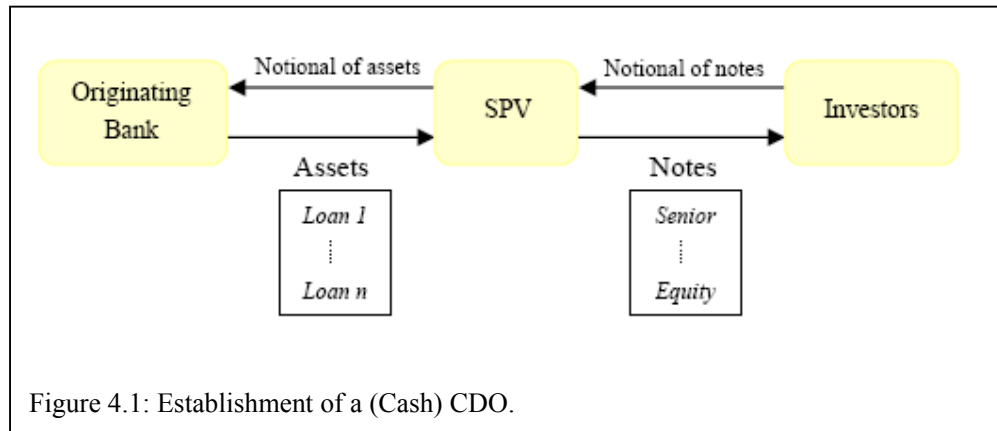 Notional of assets
Notional of notes
Originating
Bank
SPV
Investors
Assets
Notes
Loan 1
Loan n
Senior
Equity
Figure 4.1: Establishment of a (Cash) CDO.